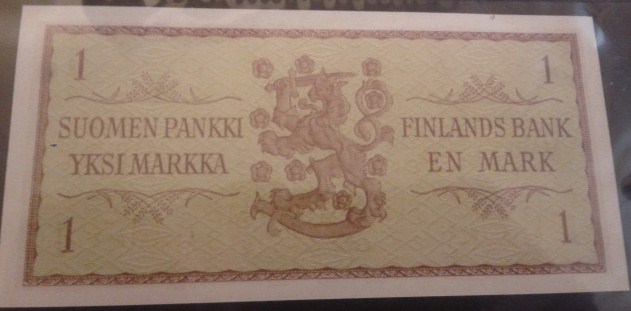 1
1
SUOMEN PANKKI
YKSI MARKKA
FINLANDS BANK
EN MARK
1
1